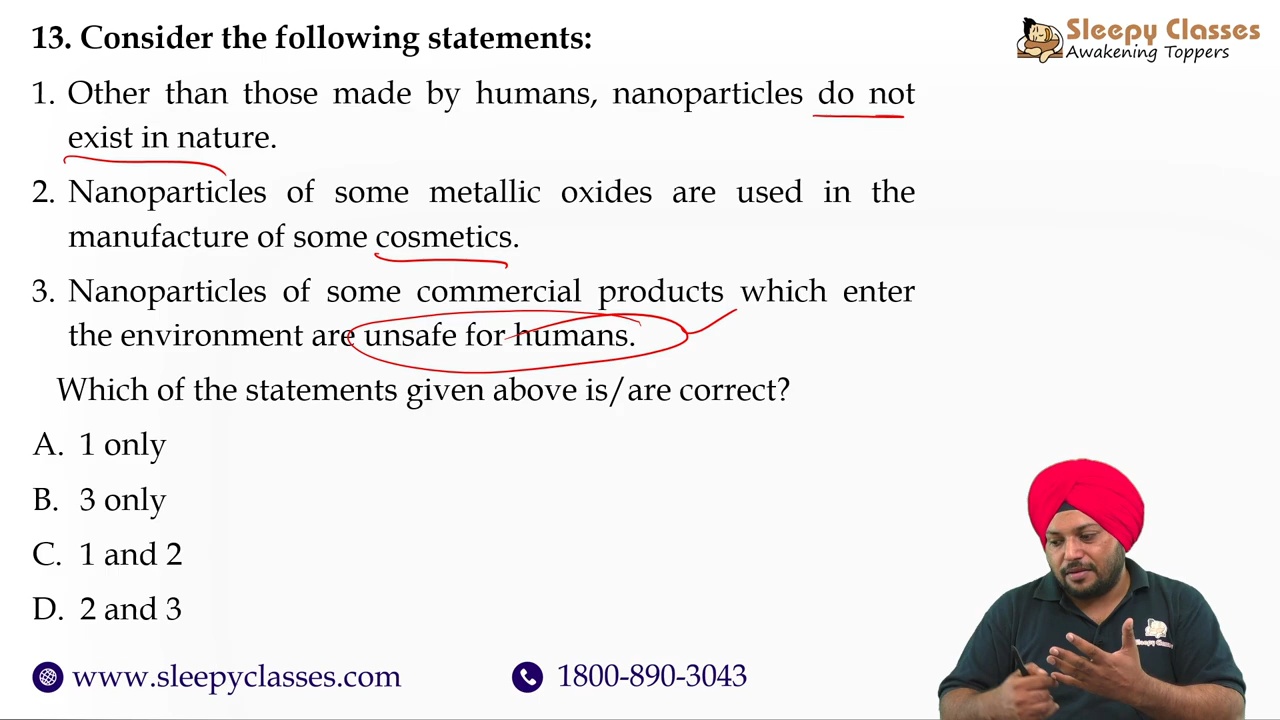 13. Consider the following statements:
Sleepy Classes
Awakening Toppers
1. Other than those made by humans, nanoparticles do not
exist in nature.
2. Nanoparticles of some metallic oxides are used in the
manufacture of some cosmetics.
3. Nanoparticles of some commercial products which enter
the environment are unsafe for humans.
Which of the statements given above is/are correct?
A. 1 only
B. 3 only
C. 1 and 2
D. 2 and 3
Sleepy Classes
www.sleepyclasses.com
1800-890-3043